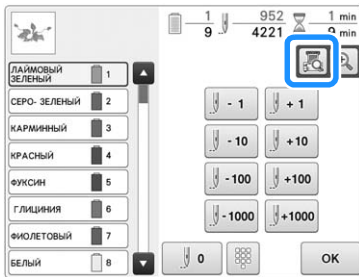 1
9
952
4221
1 min
9 min
ЛАЙМОВЫЙ
ЗЕЛЕНЫЙ
1
СЕРО- ЗЕЛЕНЫЙ 2
КАРМИННЫЙ 3
КРАСНЫЙ 4
ФУКСИН 5
ГЛИЦИНИЯ 6
ФИОЛЕТОВЫЙ 7
БЕЛЫЙ 8
- 1 + 1
- 10 +10
- 100 +100
- 1000 +1000
0
OK